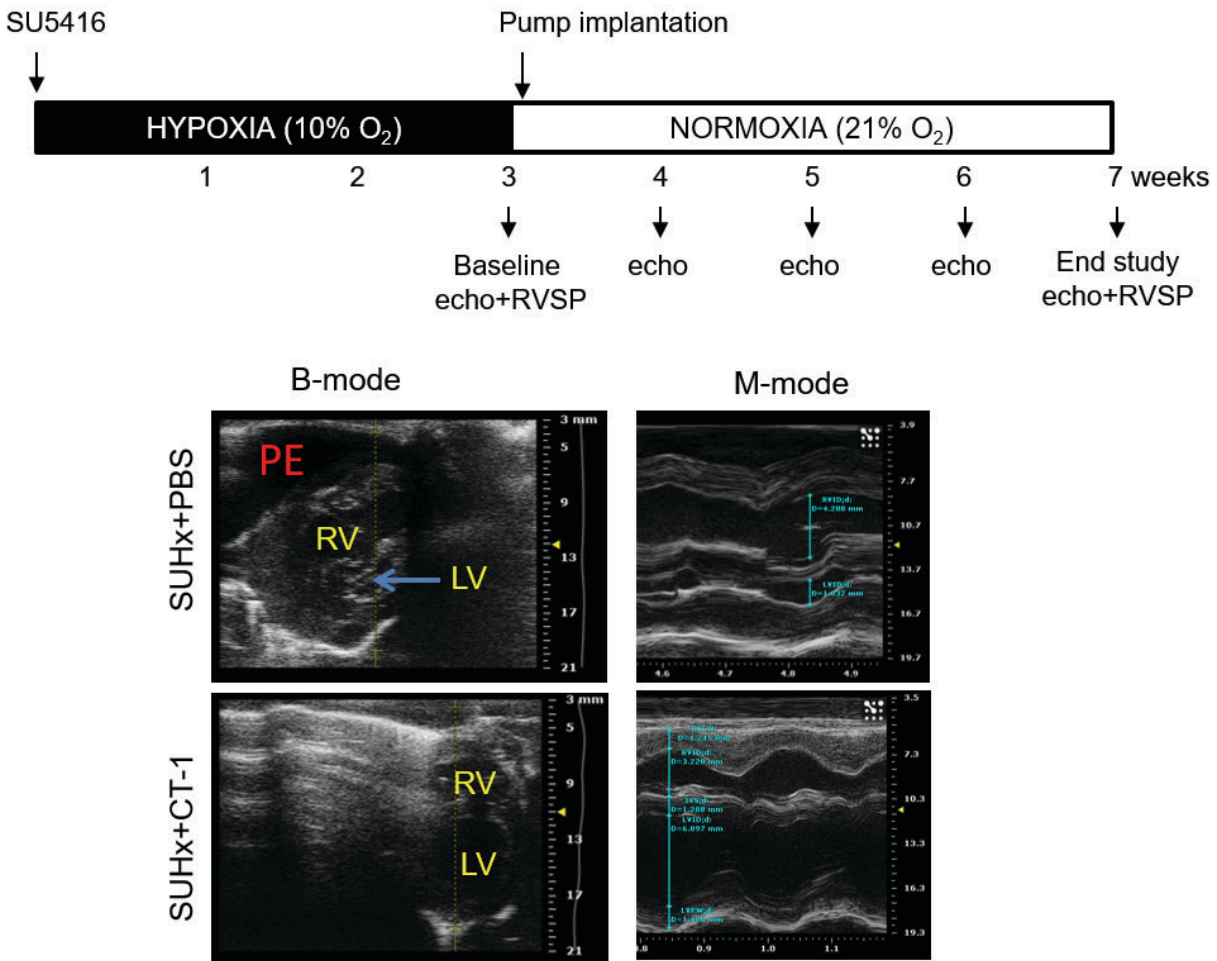 SU5416
Pump implantation
HYPOXIA (10% O₂)
NORMOXIA (21% O₂)
1 2 3 4 5 6 7 weeks
Baseline
echo+RVSP
echo
echo
echo
End study
echo+RVSP
B-mode
M-mode
SUHx+PBS
PE
RV
LV
3 mm
5
9
13
17
21
3.9
7.7
10.7
13.7
16.7
19.7
RVID;d:
D=4.208 mm
LVID;d:
4.6 4.7 4.8 4.9
SUHx+CT-1
RV
LV
3 mm
5
9
13
17
21
3.5
7.3
10.3
13.3
16.3
19.3
RVID;d:
D=3.220 mm
IVS;d:
D=1.288 mm
LVID;d:
D=6.097 mm
LVPW;d:
0.8 0.9 1.0 1.1